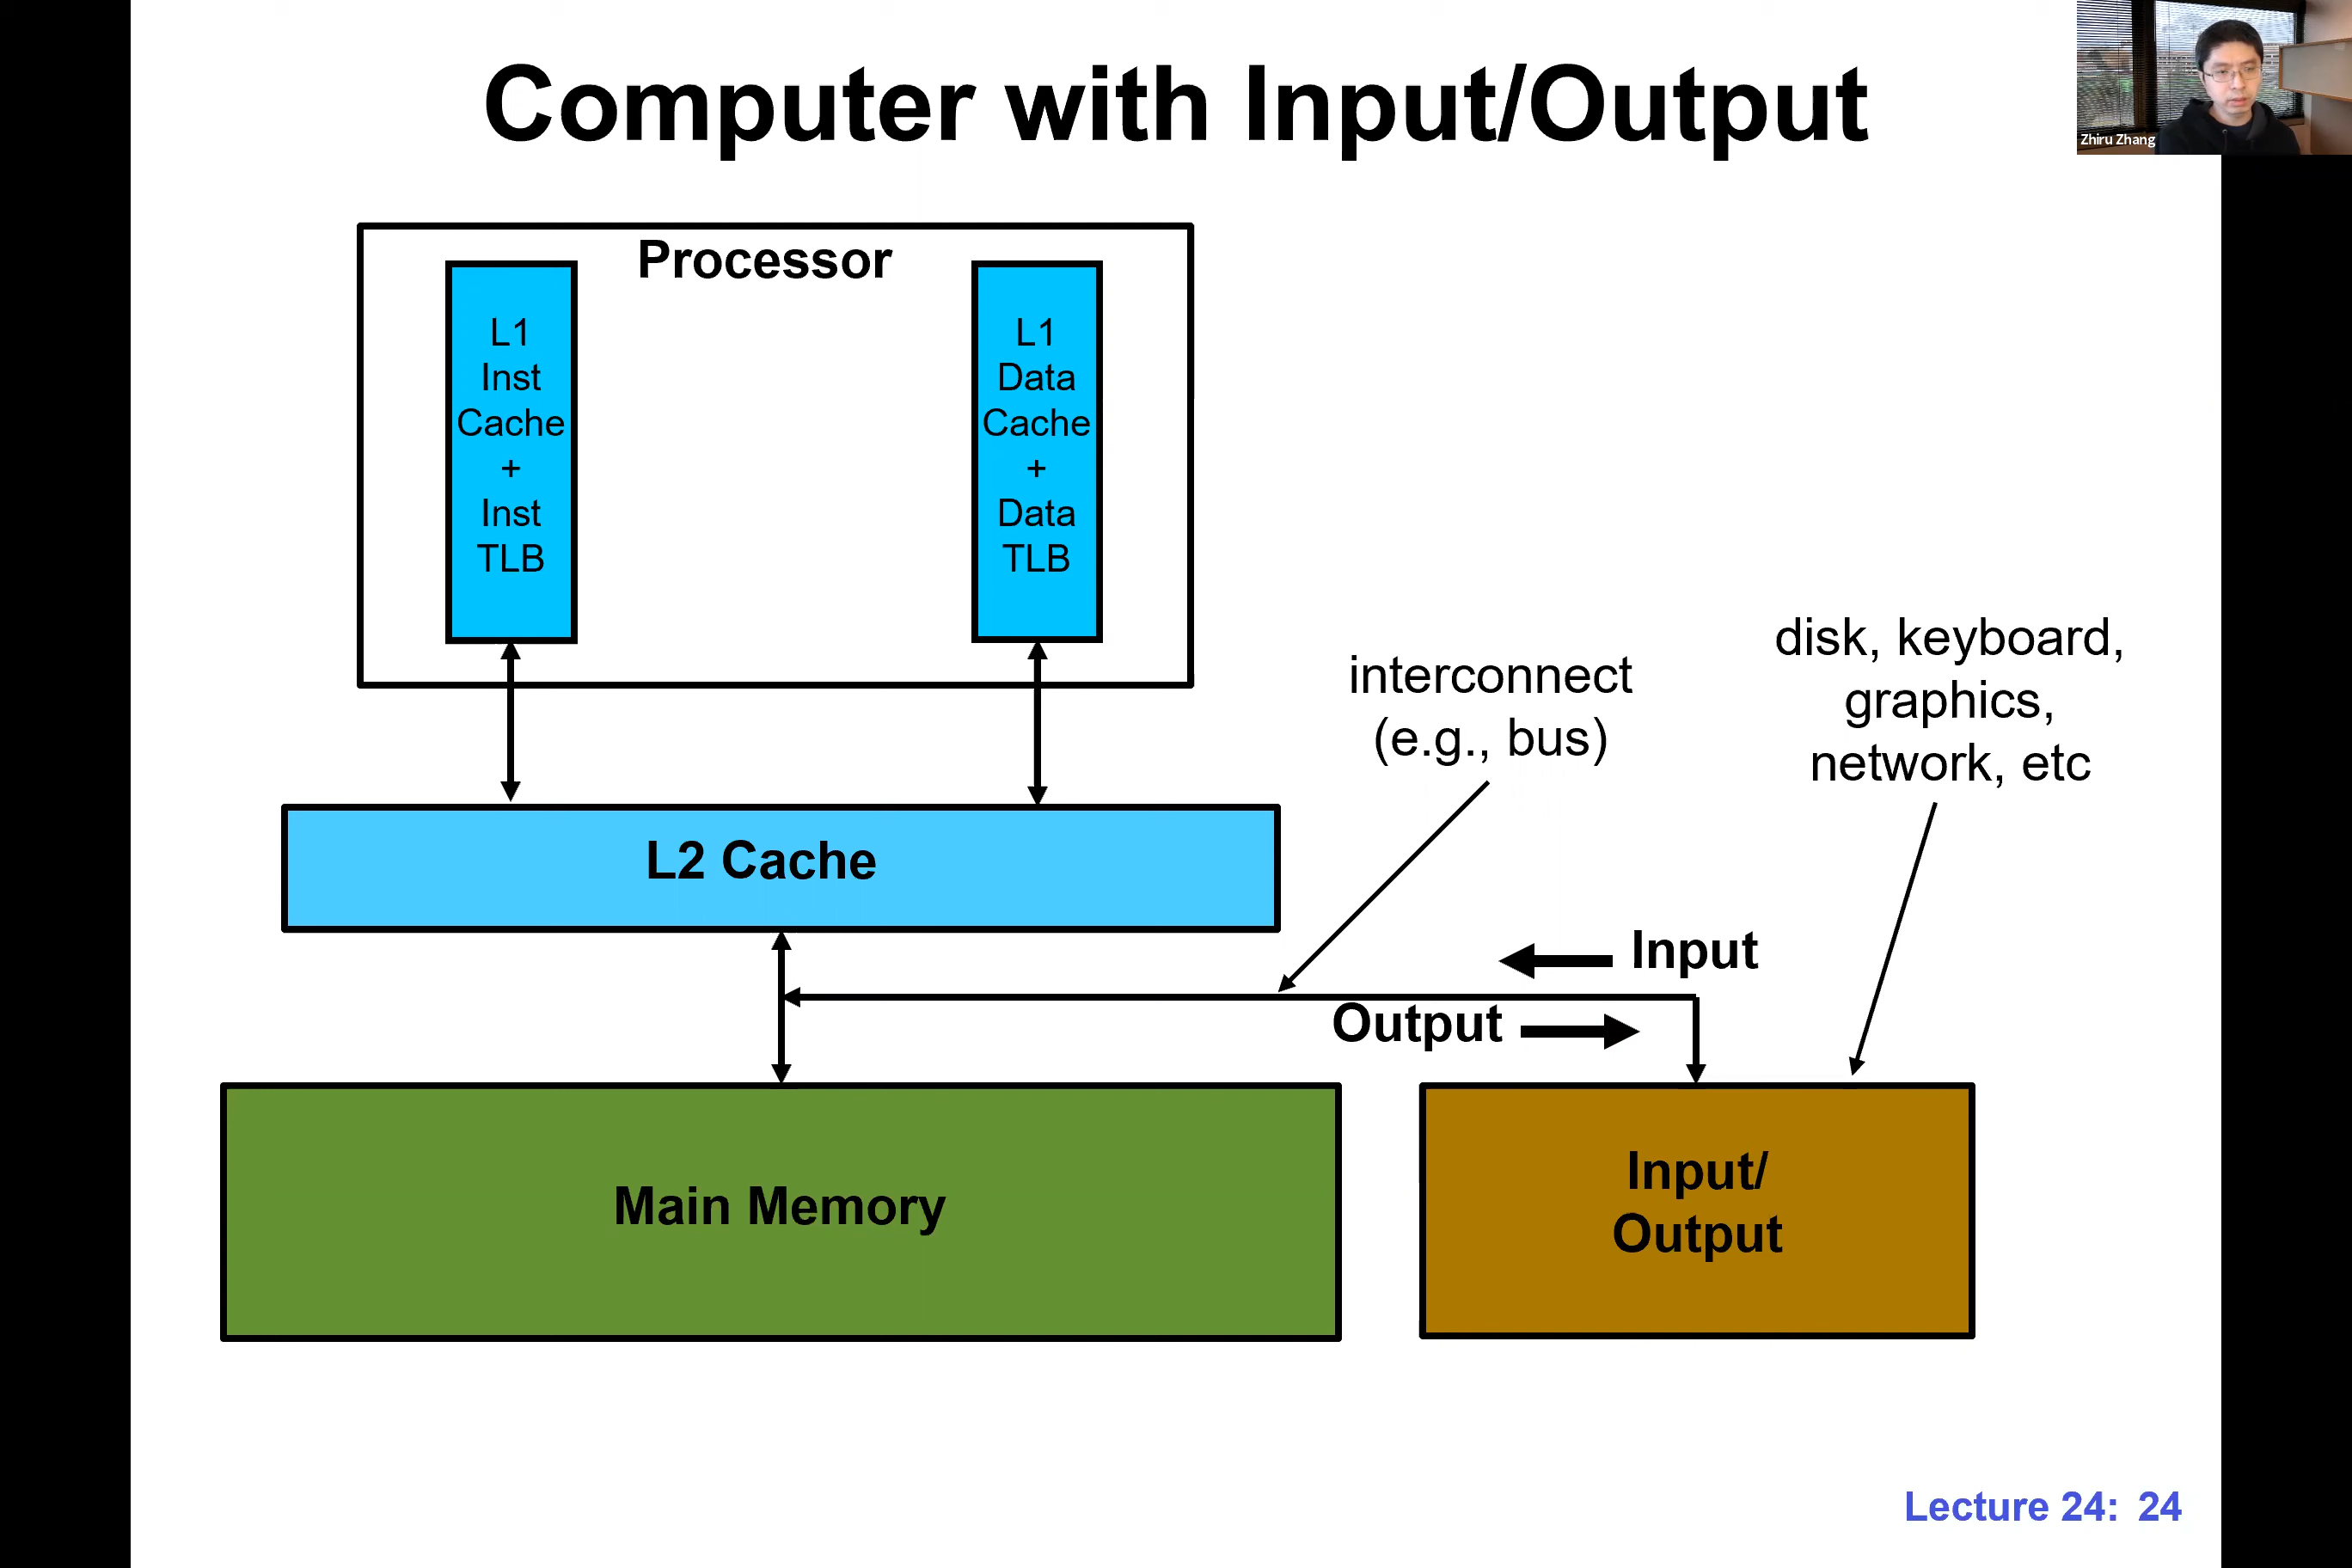 Computer with Input/Output
Zhiru Zhang
Processor
L1
Inst
Cache
+
Inst
TLB
L1
Data
Cache
+
Data
TLB
interconnect
(e.g., bus)
disk, keyboard,
graphics,
network, etc
L2 Cache
Input
Output
Main Memory
Input/
Output
Lecture 24: 24